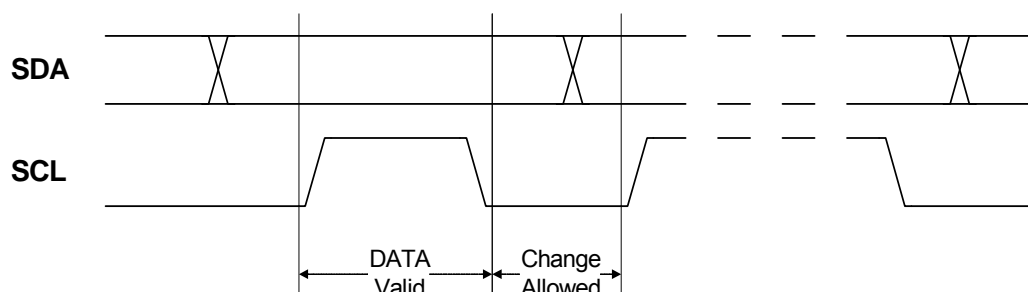 SDA
SCL
DATA
Valid
Change
Allowed